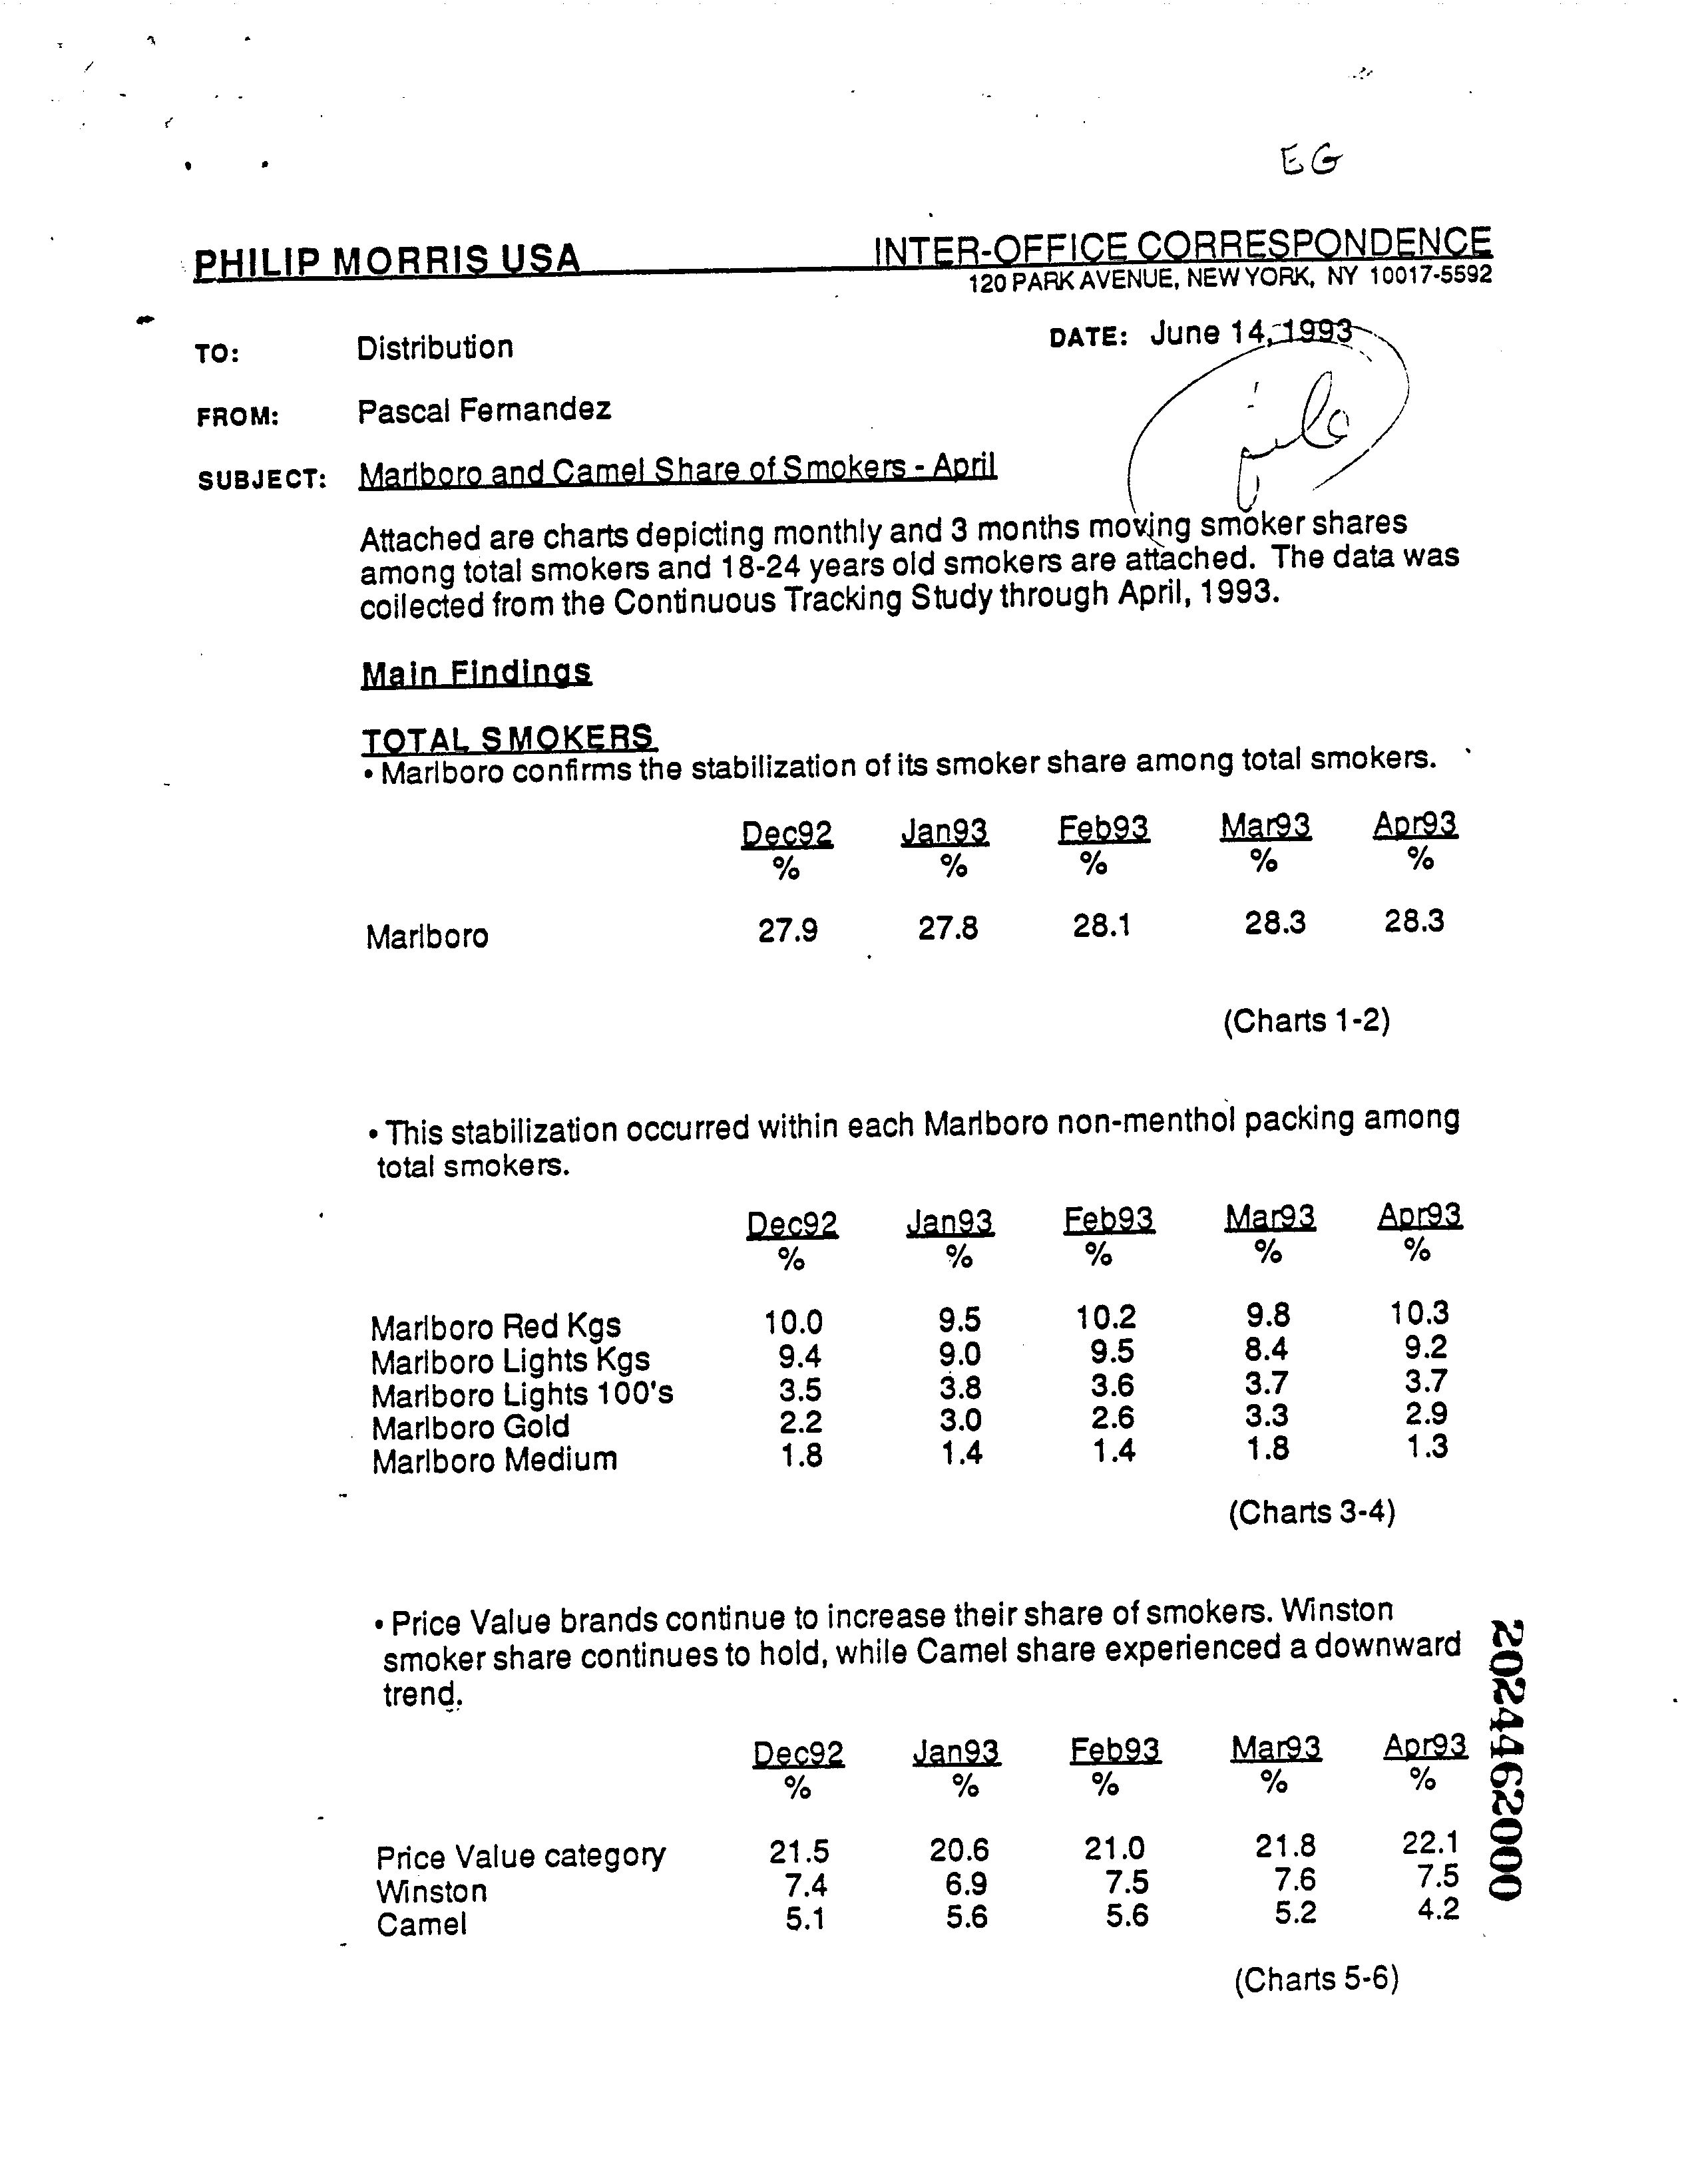 EG
PHILIP MORRIS USA INTER-OFFICE CORRESPONDENCE
120 PARK AVENUE, NEW YORK, NY 10017-5592
TO: Distribution DATE: June 14, 1993
FROM: Pascal Fernandez
SUBJECT: Marlboro and Camel Share of Smokers - April
Attached are charts depicting monthly and 3 months moving smoker shares
among total smokers and 18-24 years old smokers are attached. The data was
collected from the Continuous Tracking Study through April, 1993.
Main Findings
TOTAL SMOKERS
• Marlboro confirms the stabilization of its smoker share among total smokers.
Dec92 Jan93 Feb93 Mar93 Apr93
% % % % %
Marlboro 27.9 27.8 28.1 28.3 28.3
(Charts 1-2)
• This stabilization occurred within each Marlboro non-menthol packing among
total smokers.
Dec92 Jan93 Feb93 Mar93 Apr93
% % % % %
Marlboro Red Kgs 10.0 9.5 10.2 9.8 10.3
Marlboro Lights Kgs 9.4 9.0 9.5 8.4 9.2
Marlboro Lights 100's 3.5 3.8 3.6 3.7 3.7
Marlboro Gold 2.2 3.0 2.6 3.3 2.9
Marlboro Medium 1.8 1.4 1.4 1.8 1.3
(Charts 3-4)
• Price Value brands continue to increase their share of smokers. Winston
smoker share continues to hold, while Camel share experienced a downward
trend.
Dec92 Jan93 Feb93 Mar93 Apr93
% % % % %
Price Value category 21.5 20.6 21.0 21.8 22.1
Winston 7.4 6.9 7.5 7.6 7.5
Camel 5.1 5.6 5.6 5.2 4.2
(Charts 5-6)
2024462000